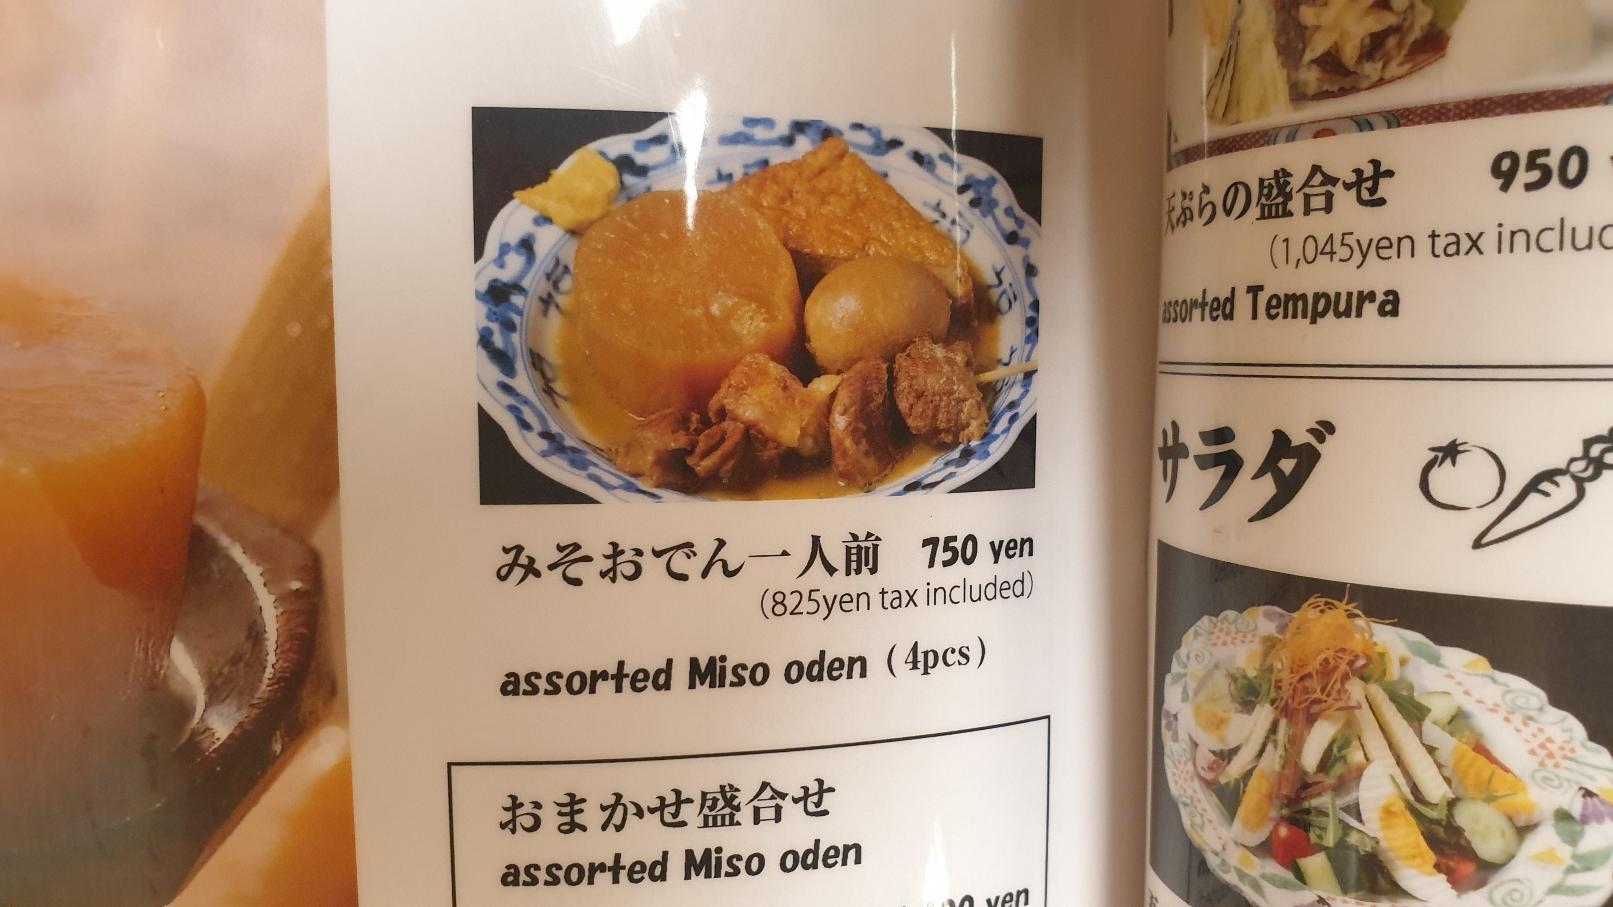 みそおでん一人前 750 yen
(825yen tax included)
assorted Miso oden (4pcs)
おまかせ盛合せ
assorted Miso oden
yen
天ぷらの盛合せ 950
(1,045yen tax
assorted Tempura
サラダ